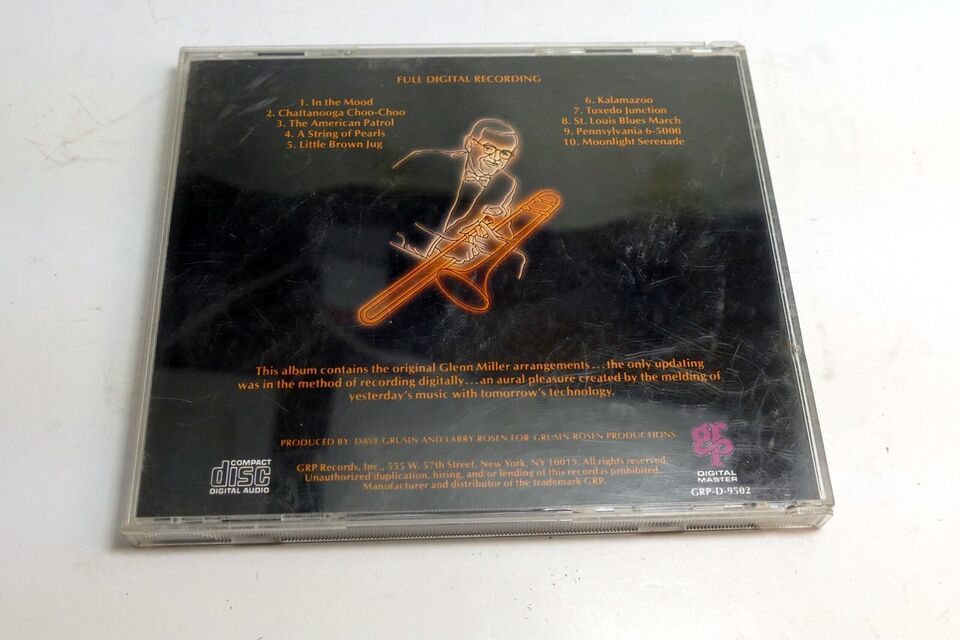 FULL DIGITAL RECORDING
1. In the Mood
2. Chattanooga Choo-Choo
3. The American Patrol
4. A String of Pearls
5. Little Brown Jug
6. Kalamazoo
7. Tuxedo Junction
8. St. Louis Blues March
9. Pennsylvania 6-5000
10. Moonlight Serenade
This album contains the original Glenn Miller arrangements...the only updating
was in the method of recording digitally...an aural pleasure created by the melding of
yesterday's music with tomorrow's technology.
PRODUCED BY: DAVE GRUSIN AND LARRY ROSEN FOR GRUSIN ROSEN PRODUCTIONS
GRP Records, Inc., 555 W. 57th Street, New York, NY 10019. All rights reserved.
Unauthorized duplication, hiring, and/or lending of this record is prohibited.
Manufacturer and distributor of the trademark GRP.
COMPACT
disc
DIGITAL AUDIO
grp
DIGITAL
MASTER
GRP-D-9502